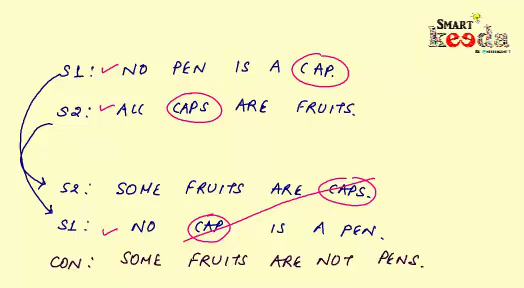 SMART
keeda
S1: ✓ NO PEN IS A CAP.
S2: ✓ ALL CAPS ARE FRUITS.
S2: SOME FRUITS ARE CAPS.
S1: ✓ NO CAP IS A PEN.
CON: SOME FRUITS ARE NOT PENS.